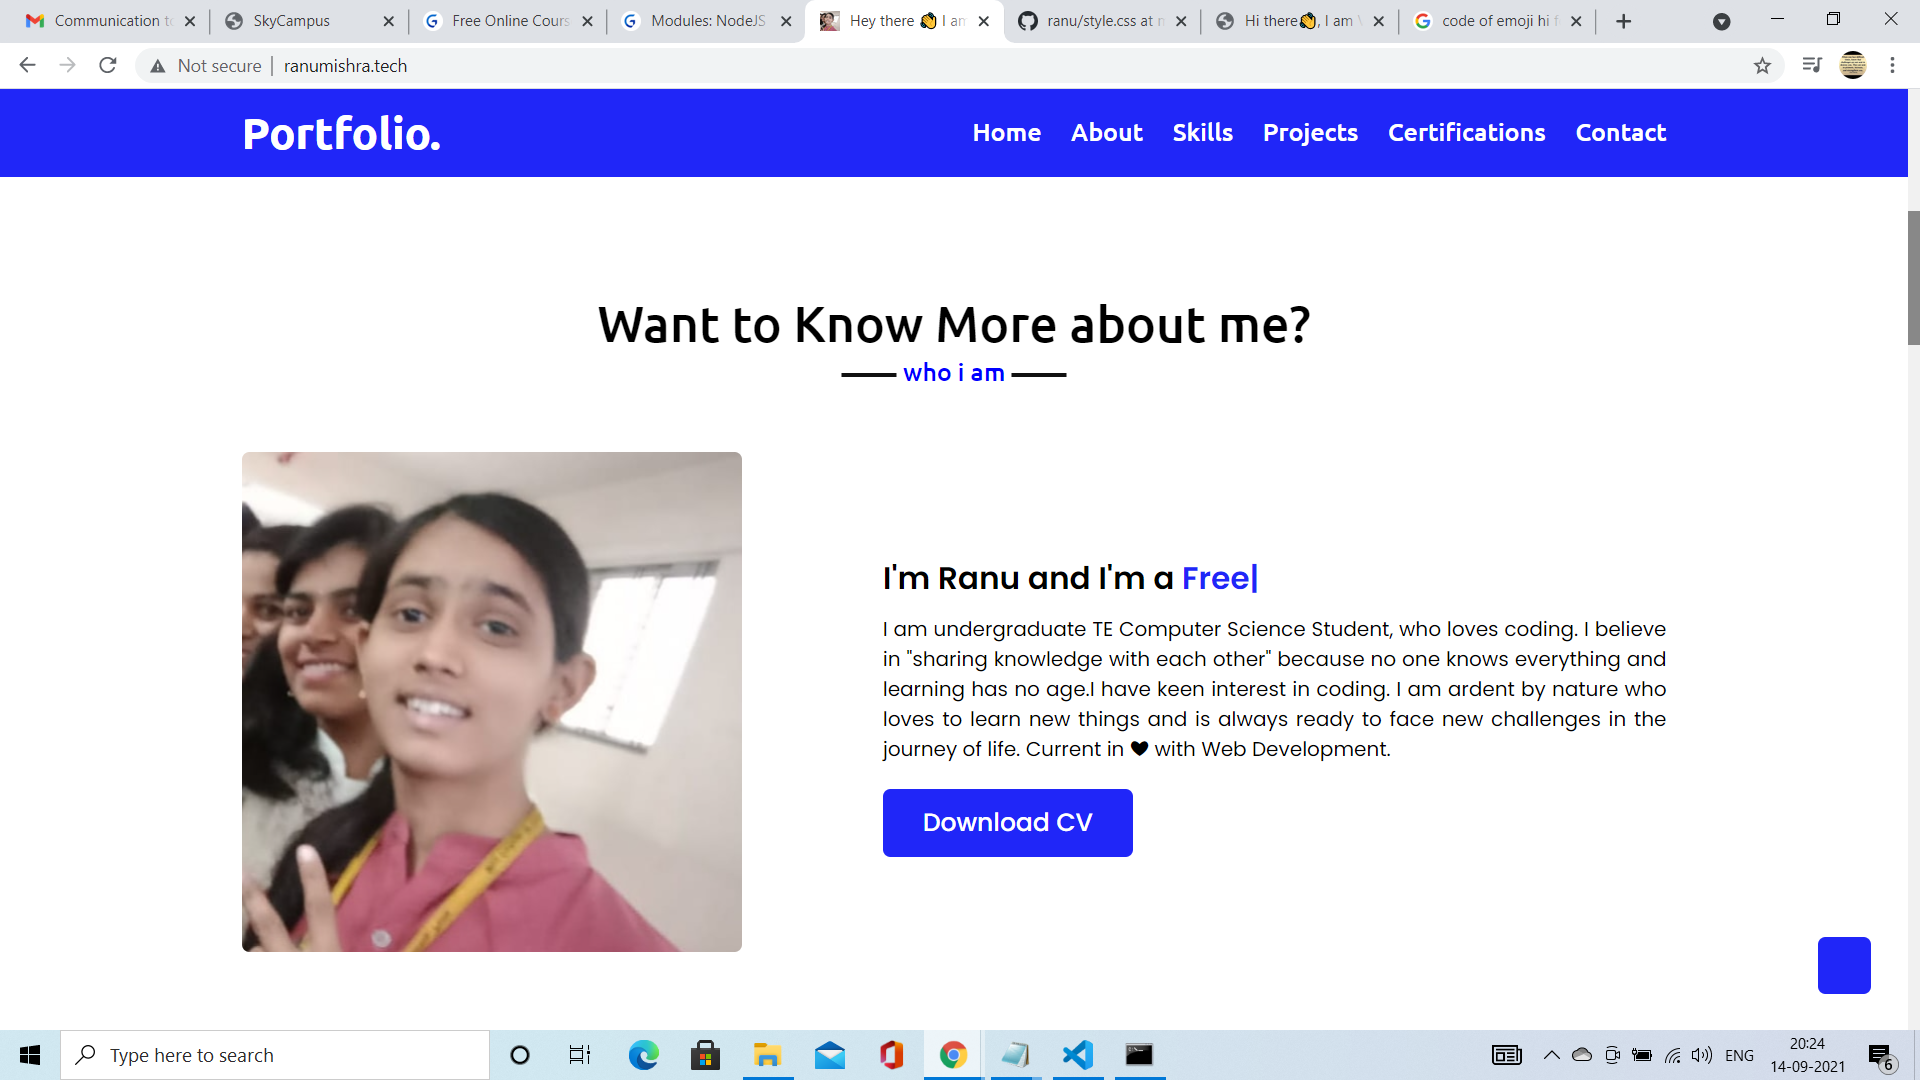 Communication to
SkyCampus
Free Online Cours
Modules: NodeJS
Hey there 👏 I am
ranu/style.css at m
Hi there👏, I am
code of emoji hi f
Not secure
ranumishra.tech
Portfolio.
Home
About
Skills
Projects
Certifications
Contact
Want to Know More about me?
who i am
I'm Ranu and I'm a Free|
I am undergraduate TE Computer Science Student, who loves coding. I believe
in "sharing knowledge with each other" because no one knows everything and
learning has no age.I have keen interest in coding. I am ardent by nature who
loves to learn new things and is always ready to face new challenges in the
journey of life. Current in ♥ with Web Development.
Download CV
Type here to search
ENG
20:24
14-09-2021
6